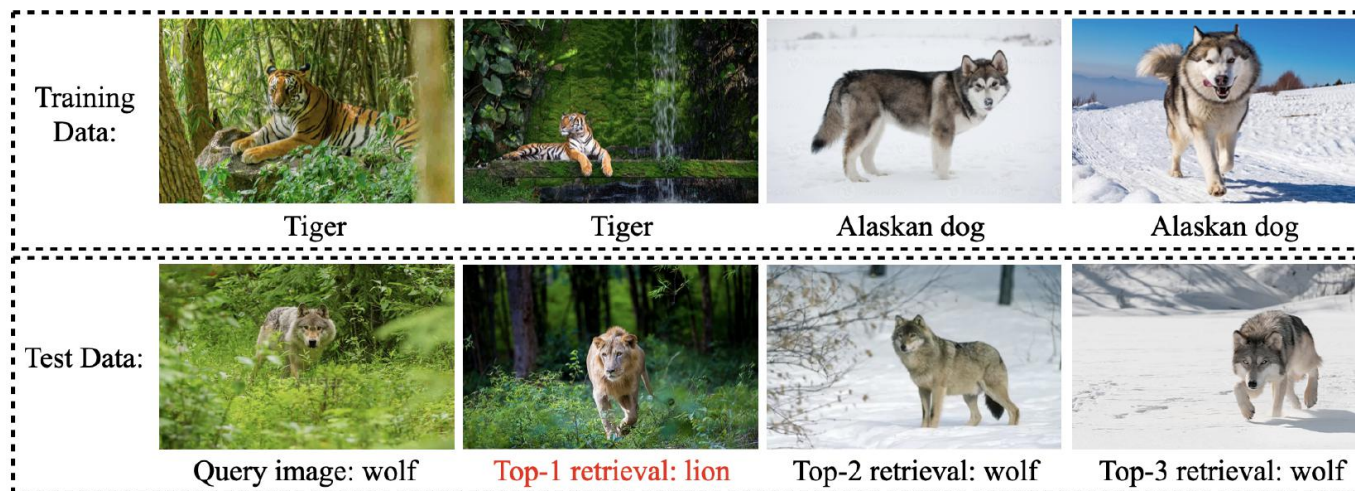 Training
Data:
Tiger
Tiger
Alaskan dog
Alaskan dog
Test Data:
Query image: wolf
Top-1 retrieval: lion
Top-2 retrieval: wolf
Top-3 retrieval: wolf